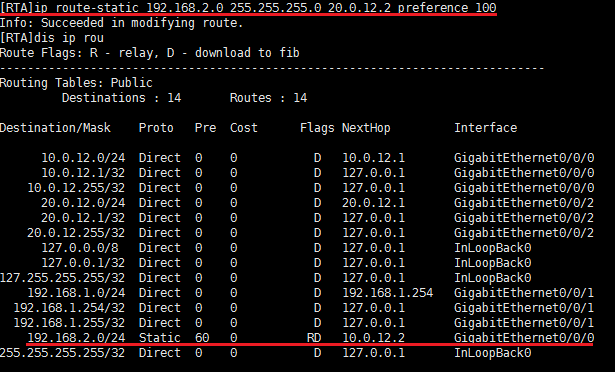 [RTA]ip route-static 192.168.2.0 255.255.255.0 20.0.12.2 preference 100
Info: Succeeded in modifying route.
[RTA]dis ip rou
Route Flags: R - relay, D - download to fib
------------------------------------------------------------------------------
Routing Tables: Public
Destinations : 14 Routes : 14
Destination/Mask Proto Pre Cost Flags NextHop Interface
10.0.12.0/24 Direct 0 0 D 10.0.12.1 GigabitEthernet0/0/0
10.0.12.1/32 Direct 0 0 D 127.0.0.1 GigabitEthernet0/0/0
10.0.12.255/32 Direct 0 0 D 127.0.0.1 GigabitEthernet0/0/0
20.0.12.0/24 Direct 0 0 D 20.0.12.1 GigabitEthernet0/0/2
20.0.12.1/32 Direct 0 0 D 127.0.0.1 GigabitEthernet0/0/2
20.0.12.255/32 Direct 0 0 D 127.0.0.1 GigabitEthernet0/0/2
127.0.0.0/8 Direct 0 0 D 127.0.0.1 InLoopBack0
127.0.0.1/32 Direct 0 0 D 127.0.0.1 InLoopBack0
127.255.255.255/32 Direct 0 0 D 127.0.0.1 InLoopBack0
192.168.1.0/24 Direct 0 0 D 192.168.1.254 GigabitEthernet0/0/1
192.168.1.254/32 Direct 0 0 D 127.0.0.1 GigabitEthernet0/0/1
192.168.1.255/32 Direct 0 0 D 127.0.0.1 GigabitEthernet0/0/1
192.168.2.0/24 Static 60 0 RD 10.0.12.2 GigabitEthernet0/0/0
255.255.255.255/32 Direct 0 0 D 127.0.0.1 InLoopBack0